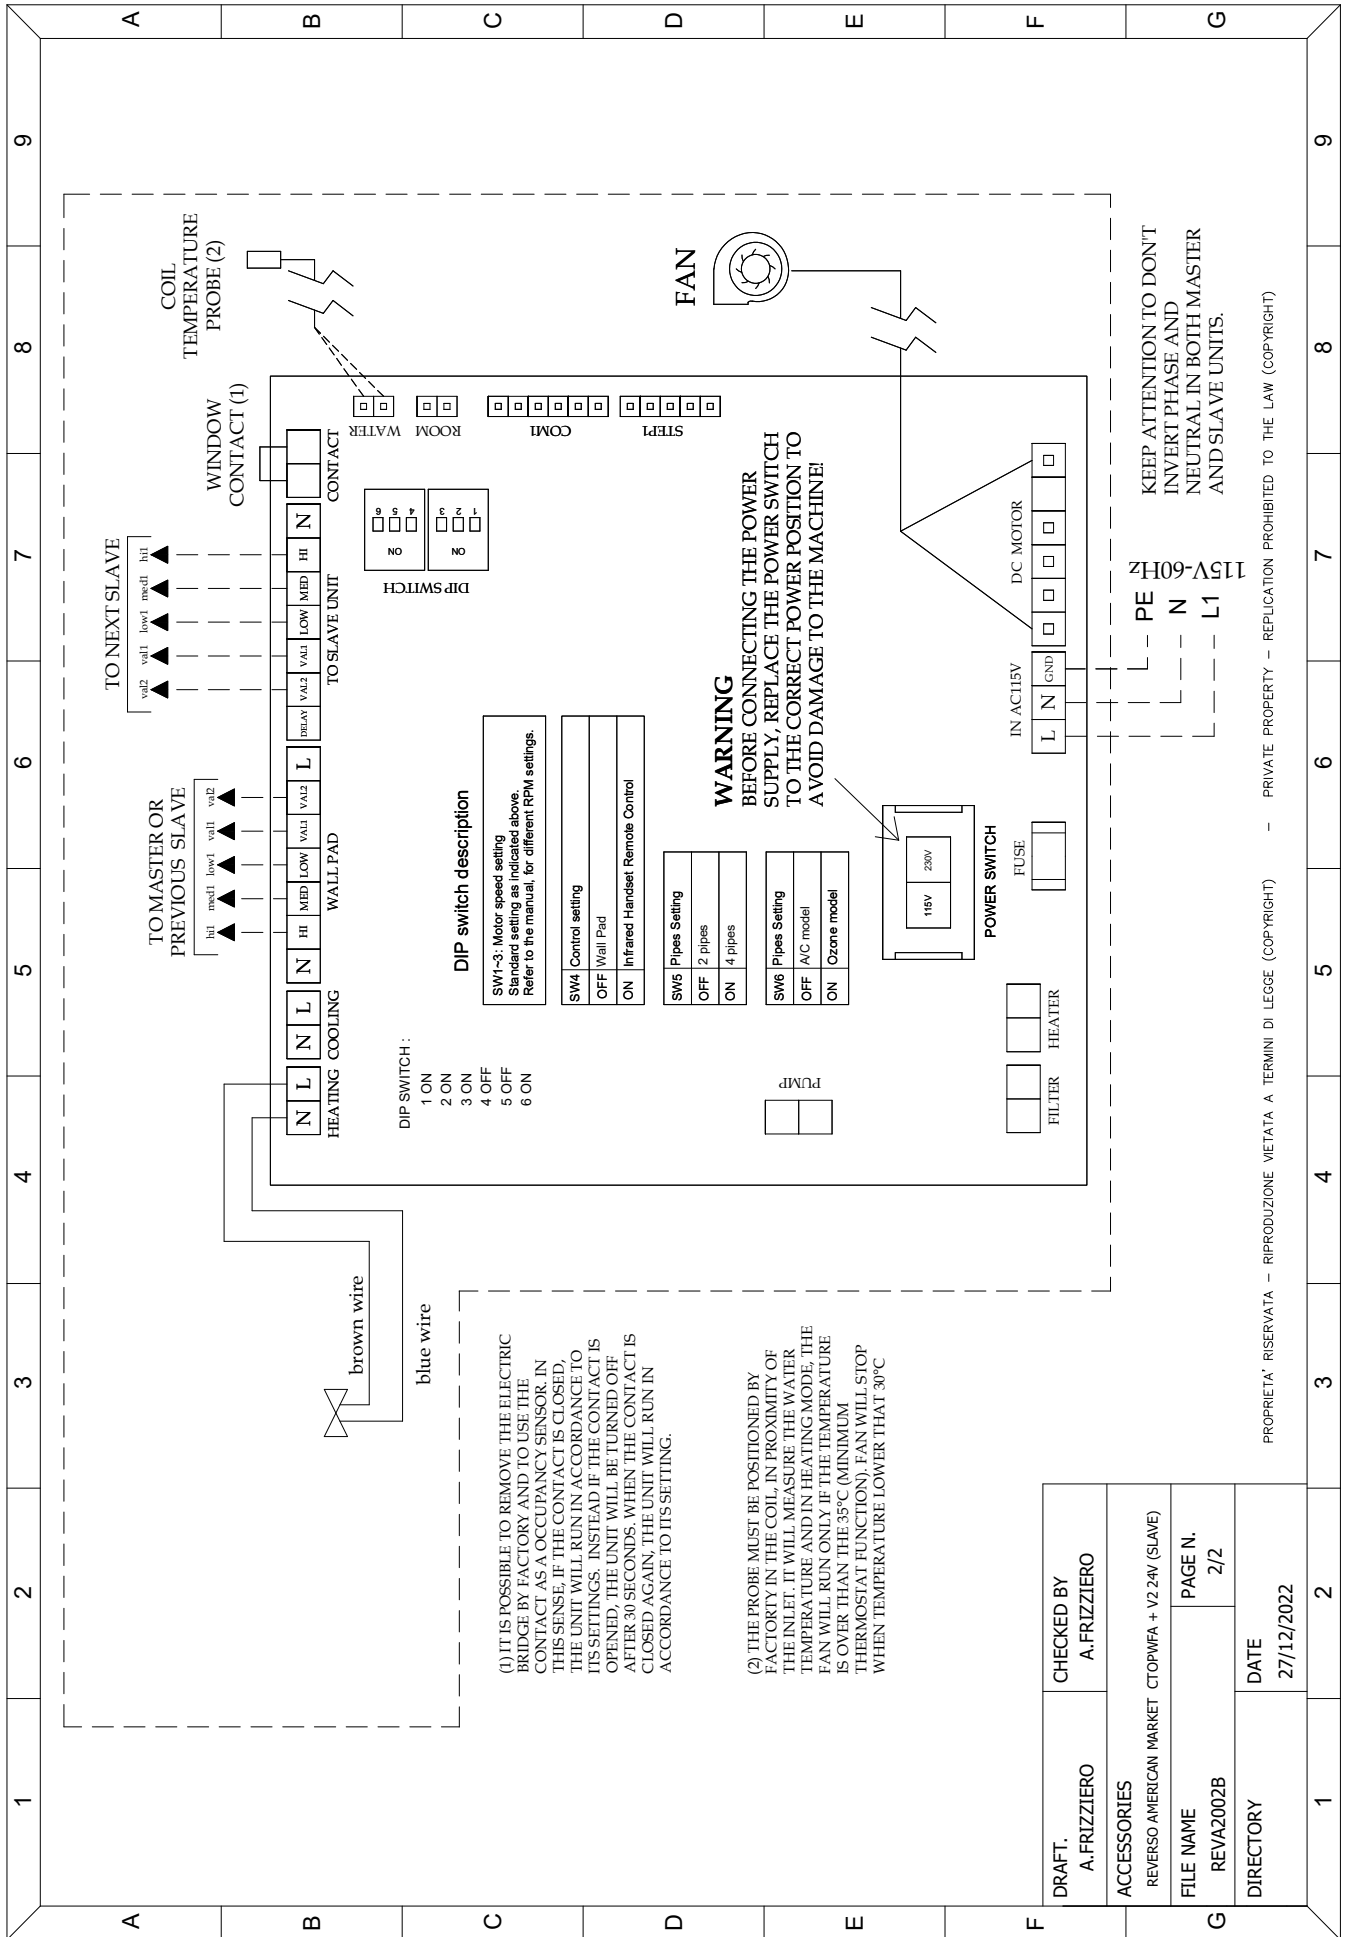 A
B
C
D
E
F
G
9
8
7
6
5
4
3
2
1
COIL
TEMPERATURE
PROBE (2)
WINDOW
CONTACT (1)
TO NEXT SLAVE
val2 val1 low1 med1 hi1
TO MASTER OR
PREVIOUS SLAVE
hi1 med1 low1 val1 val2
N L
HEATING
N L
COOLING
N HI MED LOW VAL1 VAL2 L
WALL PAD
DELAY VAL2 VAL1 LOW MED HI N
TO SLAVE UNIT
CONTACT
WATER
ROOM
COM1
STEP1
ON
4 5 6
ON
1 2 3
DIP SWITCH
FAN
brown wire
blue wire
DIP SWITCH :
1 ON
2 ON
3 ON
4 OFF
5 OFF
6 ON
DIP switch description
SW1~3: Motor speed setting
Standard setting as indicated above.
Refer to the manual, for different RPM settings.
SW4 Control setting
OFF Wall Pad
ON Infrared Handset Remote Control
SW5 Pipes Setting
OFF 2 pipes
ON 4 pipes
SW6 Pipes Setting
OFF A/C model
ON Ozone model
WARNING
BEFORE CONNECTING THE POWER
SUPPLY, REPLACE THE POWER SWITCH
TO THE CORRECT POWER POSITION TO
AVOID DAMAGE TO THE MACHINE!
115V 230V
POWER SWITCH
PUMP
FILTER
HEATER
FUSE
IN AC115V
L N GND
DC MOTOR
PE
N
L1
115V-60Hz
KEEP ATTENTION TO DON'T
INVERT PHASE AND
NEUTRAL IN BOTH MASTER
AND SLAVE UNITS.
(1) IT IS POSSIBLE TO REMOVE THE ELECTRIC
BRIDGE BY FACTORY AND TO USE THE
CONTACT AS A OCCUPANCY SENSOR. IN
THIS SENSE, IF THE CONTACT IS CLOSED,
THE UNIT WILL RUN IN ACCORDANCE TO
ITS SETTINGS. INSTEAD IF THE CONTACT IS
OPENED, THE UNIT WILL BE TURNED OFF
AFTER 30 SECONDS. WHEN THE CONTACT IS
CLOSED AGAIN, THE UNIT WILL RUN IN
ACCORDANCE TO ITS SETTING.
(2) THE PROBE MUST BE POSITIONED BY
FACTORTY IN THE COIL, IN PROXIMITY OF
THE INLET. IT WILL MEASURE THE WATER
TEMPERATURE AND IN HEATING MODE, THE
FAN WILL RUN ONLY IF THE TEMPERATURE
IS OVER THAN THE 35°C (MINIMUM
THERMOSTAT FUNCTION). FAN WILL STOP
WHEN TEMPERATURE LOWER THAT 30°C
PROPRIETA' RISERVATA - RIPRODUZIONE VIETATA A TERMINI DI LEGGE (COPYRIGHT) - PRIVATE PROPERTY - REPLICATION PROHIBITED TO THE LAW (COPYRIGHT)
DRAFT.
A.FRIZZIERO
CHECKED BY
A.FRIZZIERO
ACCESSORIES
REVERSO AMERICAN MARKET CTOPWFA + V2 24V (SLAVE)
FILE NAME
REVA2002B
PAGE N.
2/2
DIRECTORY
DATE
27/12/2022
A
B
C
D
E
F
G
9
8
7
6
5
4
3
2
1